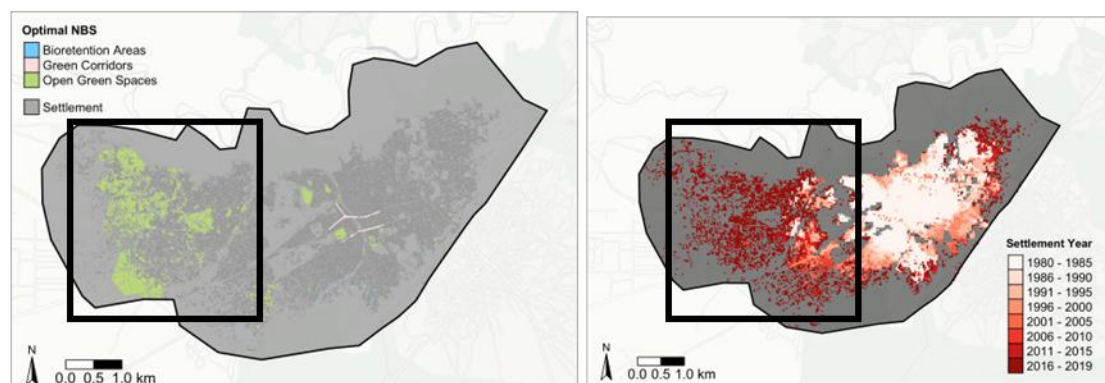 Optimal NBS
Bioretention Areas
Green Corridors
Open Green Spaces
Settlement
N
0.0 0.5 1.0 km
Settlement Year
1980 - 1985
1986 - 1990
1991 - 1995
1996 - 2000
2001 - 2005
2006 - 2010
2011 - 2015
2016 - 2019
N
0.0 0.5 1.0 km